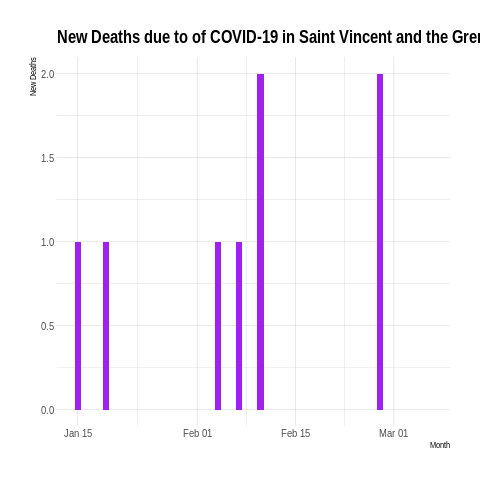 New Deaths due to of COVID-19 in Saint Vincent and the Gren
New Deaths
2.0
1.5
1.0
0.5
0.0
Jan 15
Feb 01
Feb 15
Mar 01
Month